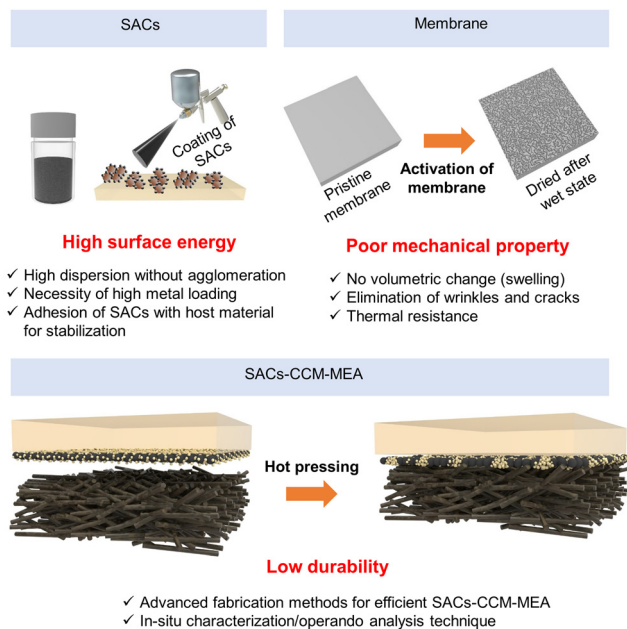 SACs
Membrane
Coating of
SACs
Pristine
membrane
Activation of
membrane
Dried after
wet state
High surface energy
✓ High dispersion without agglomeration
✓ Necessity of high metal loading
✓ Adhesion of SACs with host material
for stabilization
Poor mechanical property
✓ No volumetric change (swelling)
✓ Elimination of wrinkles and cracks
✓ Thermal resistance
SACs-CCM-MEA
Hot pressing
Low durability
✓ Advanced fabrication methods for efficient SACs-CCM-MEA
✓ In-situ characterization/operando analysis technique